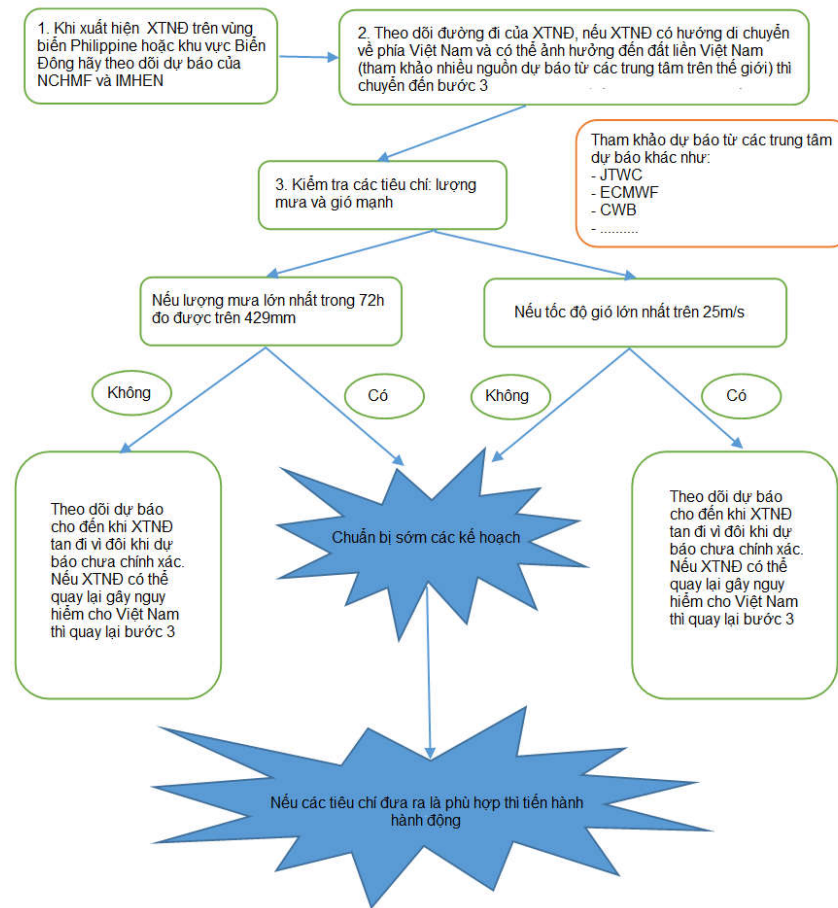 1. Khi xuất hiện XTNĐ trên vùng
biển Philippine hoặc khu vực Biển
Đông hãy theo dõi dự báo của
NCHMF và IMHEN
2. Theo dõi đường đi của XTNĐ, nếu XTNĐ có hướng di chuyển
về phía Việt Nam và có thể ảnh hưởng đến đất liền Việt Nam
(tham khảo nhiều nguồn dự báo từ các trung tâm trên thế giới) thì
chuyển đến bước 3
Tham khảo dự báo từ các trung tâm
dự báo khác như:
- JTWC
- ECMWF
- CWB
- ..........
3. Kiểm tra các tiêu chí: lượng
mưa và gió mạnh
Nếu lượng mưa lớn nhất trong 72h
đo được trên 429mm
Nếu tốc độ gió lớn nhất trên 25m/s
Không
Có
Không
Có
Theo dõi dự báo
cho đến khi XTNĐ
tan đi vì đôi khi dự
báo chưa chính xác.
Nếu XTNĐ có thể
quay lại gây nguy
hiểm cho Việt Nam
thì quay lại bước 3
Chuẩn bị sớm các kế hoạch
Theo dõi dự báo
cho đến khi XTNĐ
tan đi vì đôi khi dự
báo chưa chính xác.
Nếu XTNĐ có thể
quay lại gây nguy
hiểm cho Việt Nam
thì quay lại bước 3
Nếu các tiêu chí đưa ra là phù hợp thì tiến hành
hành động